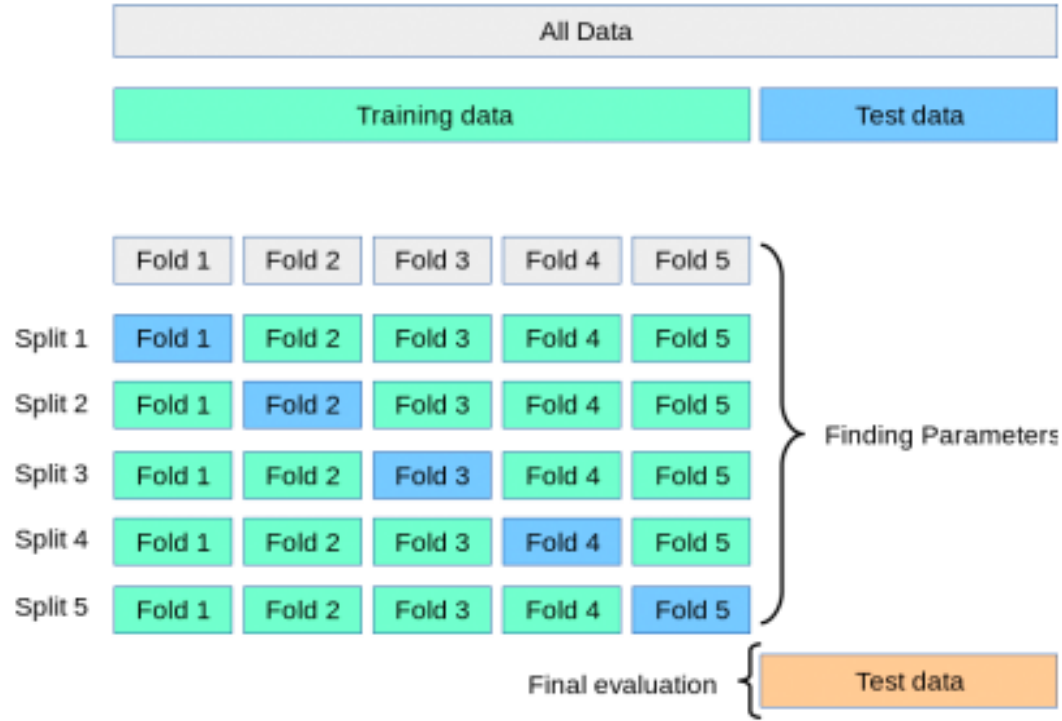 All Data
Training data Test data
Fold 1 Fold 2 Fold 3 Fold 4 Fold 5
Split 1 Fold 1 Fold 2 Fold 3 Fold 4 Fold 5
Split 2 Fold 1 Fold 2 Fold 3 Fold 4 Fold 5
Finding Parameters
Split 3 Fold 1 Fold 2 Fold 3 Fold 4 Fold 5
Split 4 Fold 1 Fold 2 Fold 3 Fold 4 Fold 5
Split 5 Fold 1 Fold 2 Fold 3 Fold 4 Fold 5
Final evaluation Test data